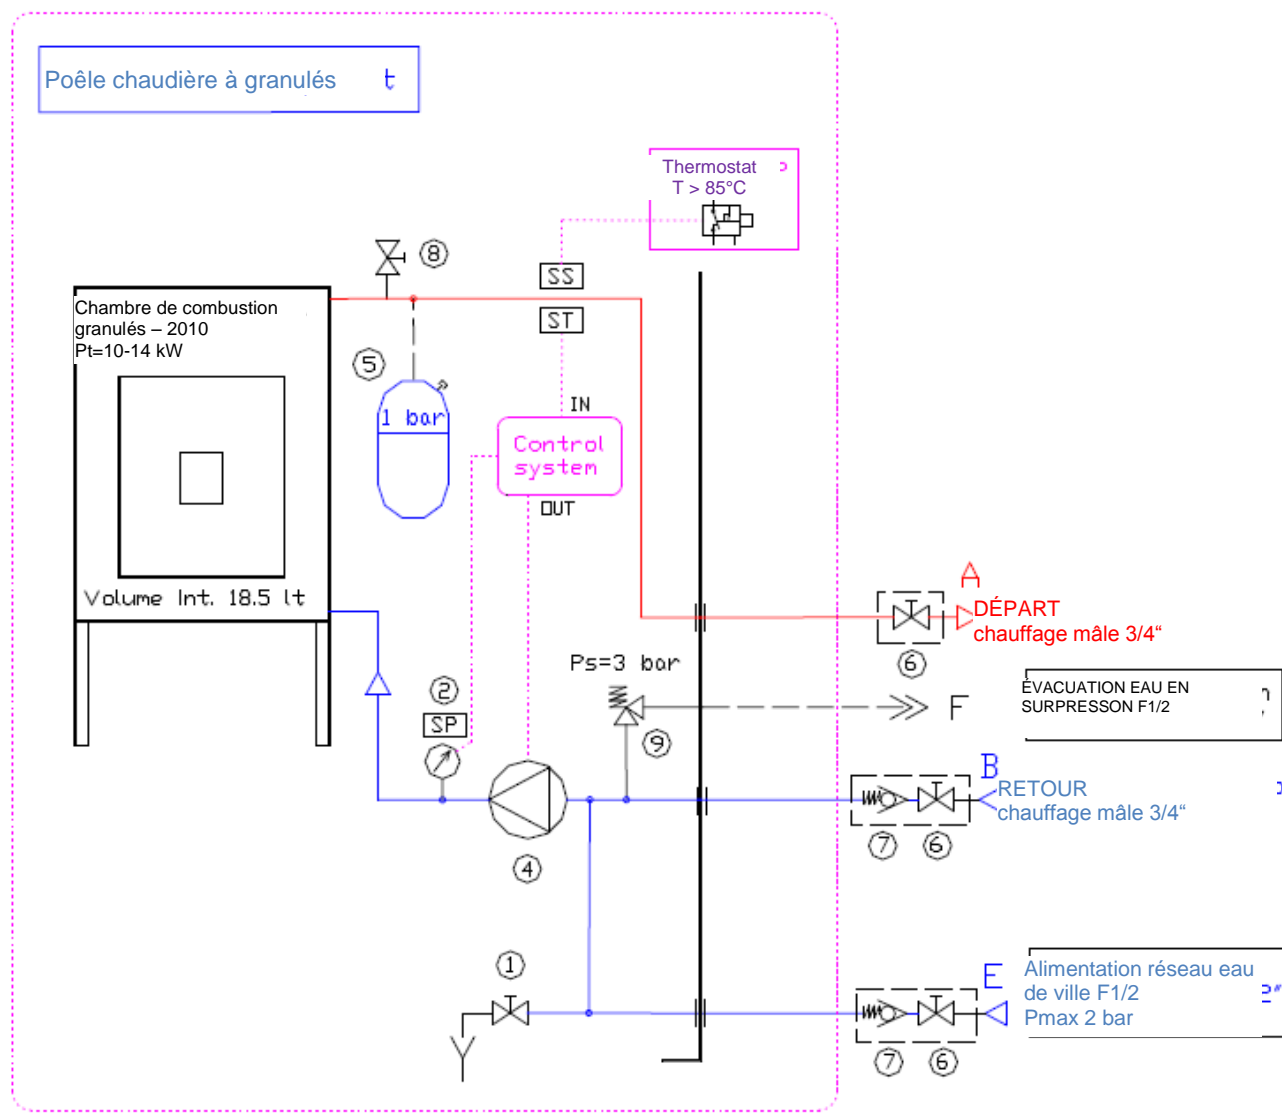 Poêle chaudière à granulés t
Thermostat
T > 85°C
8
SS
Chambre de combustion
granulés – 2010
Pt=10-14 kW
ST
5
IN
1 bar
Control
system
OUT
Volume Int. 18.5 lt
A
DÉPART
chauffage mâle 3/4“
6
Ps=3 bar
2
SP
ÉVACUATION EAU EN
SURPRESSON F1/2
F
9
B
RETOUR
chauffage mâle 3/4“
7
6
4
1
E
Alimentation réseau eau
de ville F1/2
Pmax 2 bar
7
6